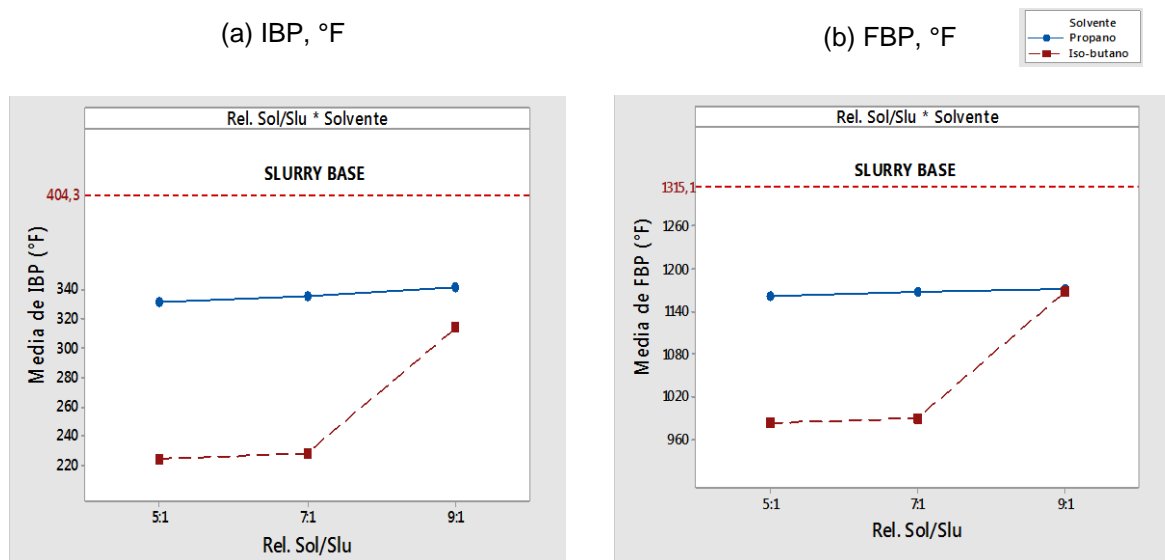 (a) IBP, °F
(b) FBP, °F
Solvente
Propano
Iso-butano
Rel. Sol/Slu * Solvente
SLURRY BASE
404,3
340
320
300
280
260
240
220
Media de IBP (°F)
5:1
7:1
9:1
Rel. Sol/Slu
Rel. Sol/Slu * Solvente
SLURRY BASE
1315,1
1260
1200
1140
1080
1020
960
Media de FBP (°F)
5:1
7:1
9:1
Rel. Sol/Slu